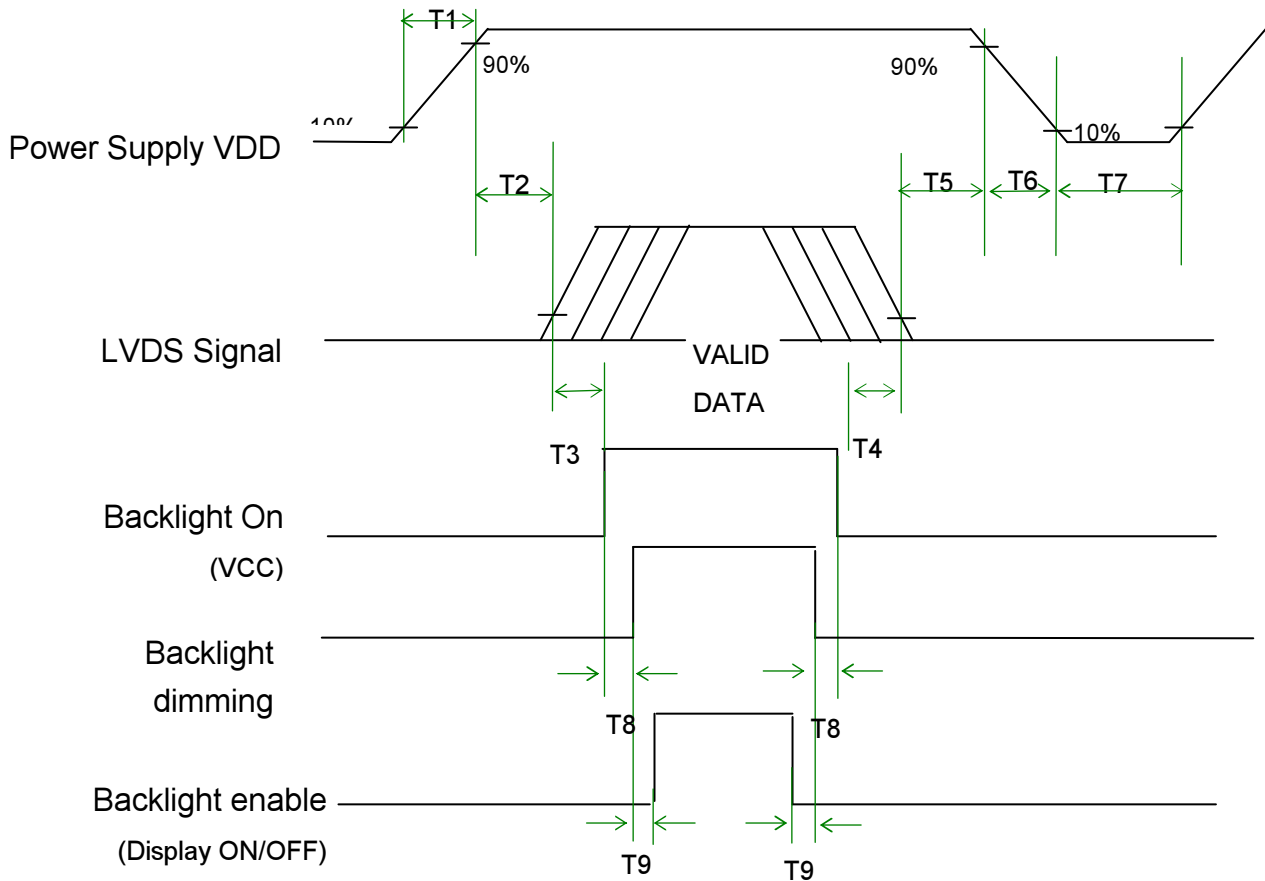 T1
90%
90%
10%
Power Supply VDD
10%
T2
T5
T6
T7
LVDS Signal
VALID
DATA
T3
T4
Backlight On
(VCC)
Backlight
dimming
T8
T8
Backlight enable
(Display ON/OFF)
T9
T9